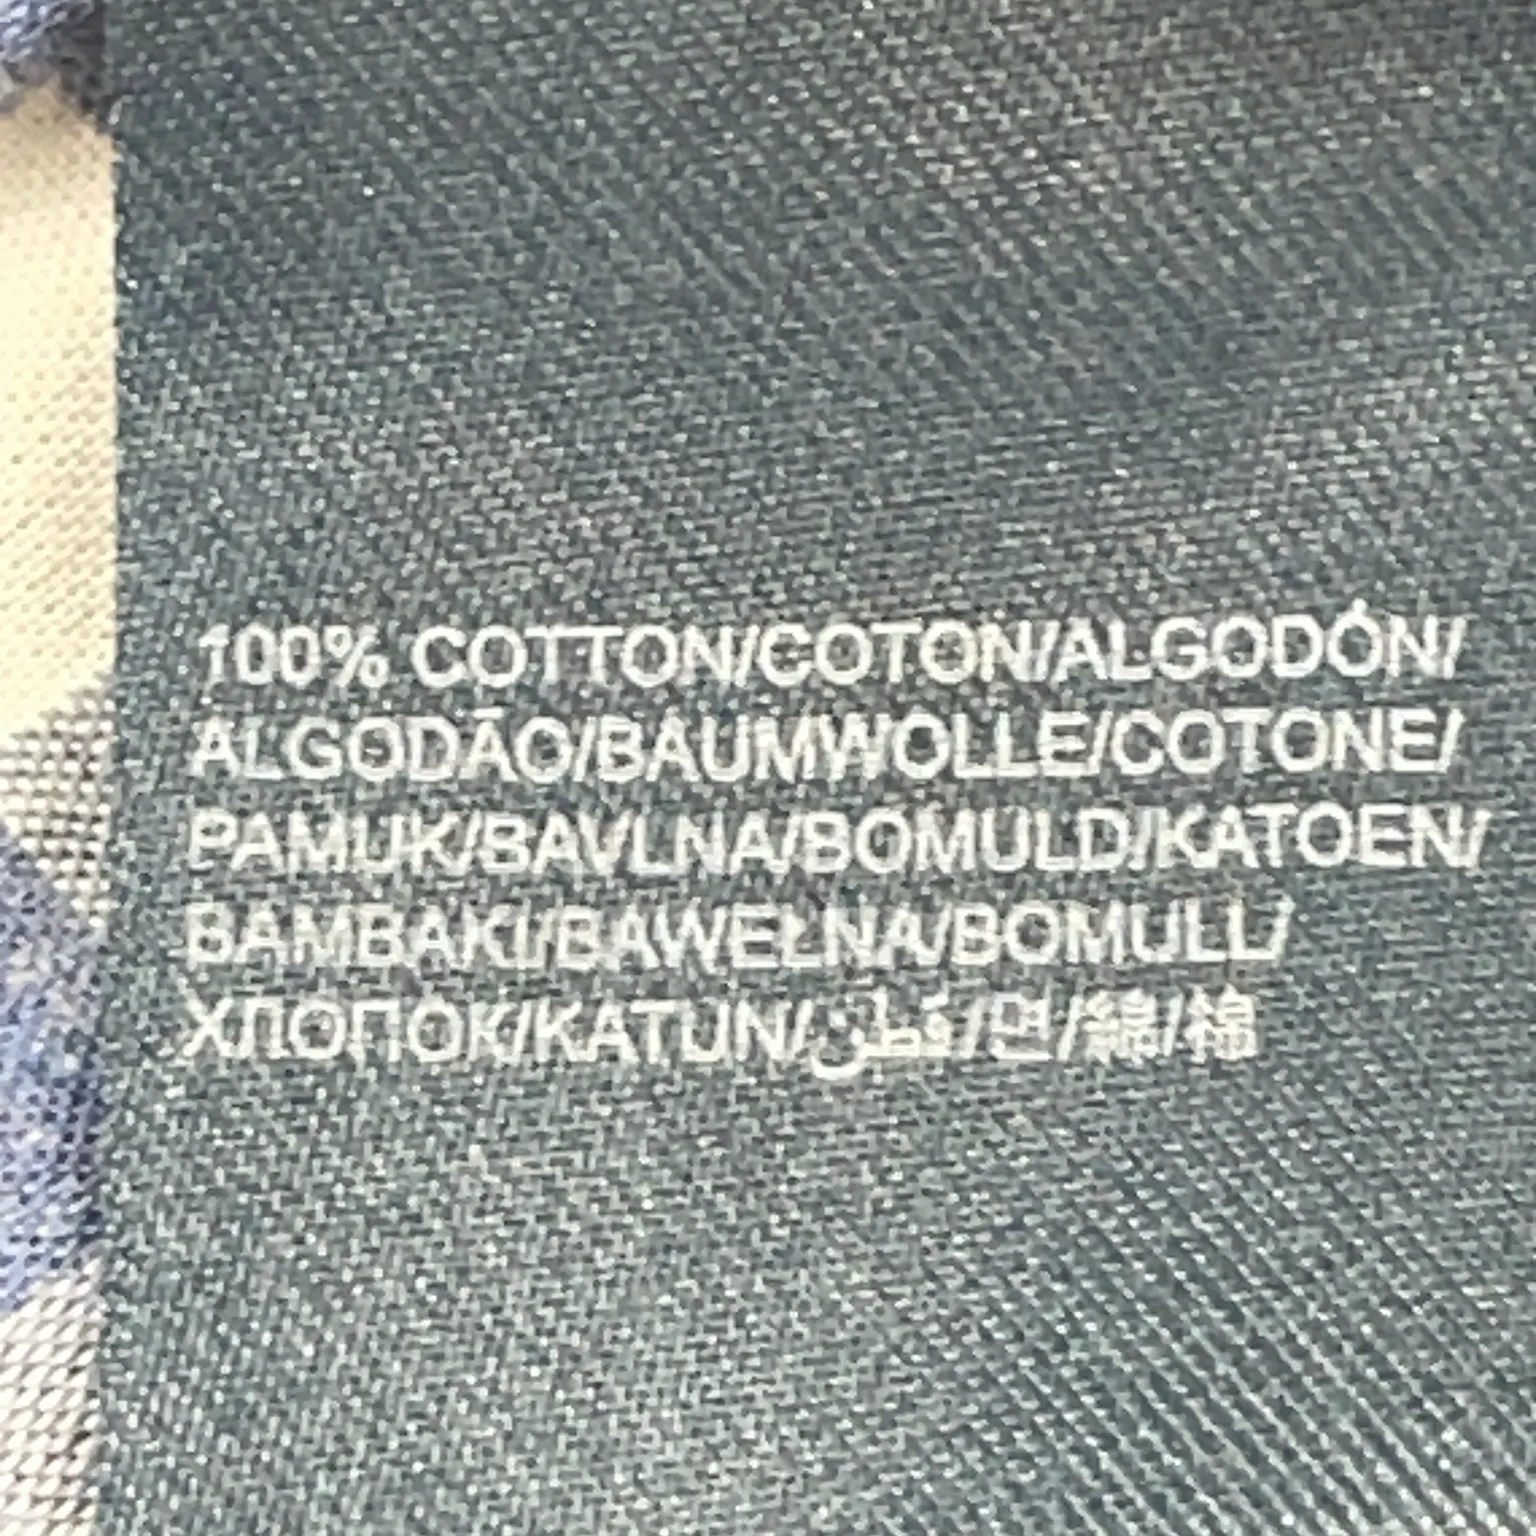 100% COTTON/COTON/ALGODÓN/
ALGODÃO/BAUMWOLLE/COTONE/
PAMUK/BAVLNA/BOMULD/KATOEN/
BAMBAKI/BAWEŁNA/BOMULL/
ХЛОПОК/KATUN/قطن/면/綿/棉